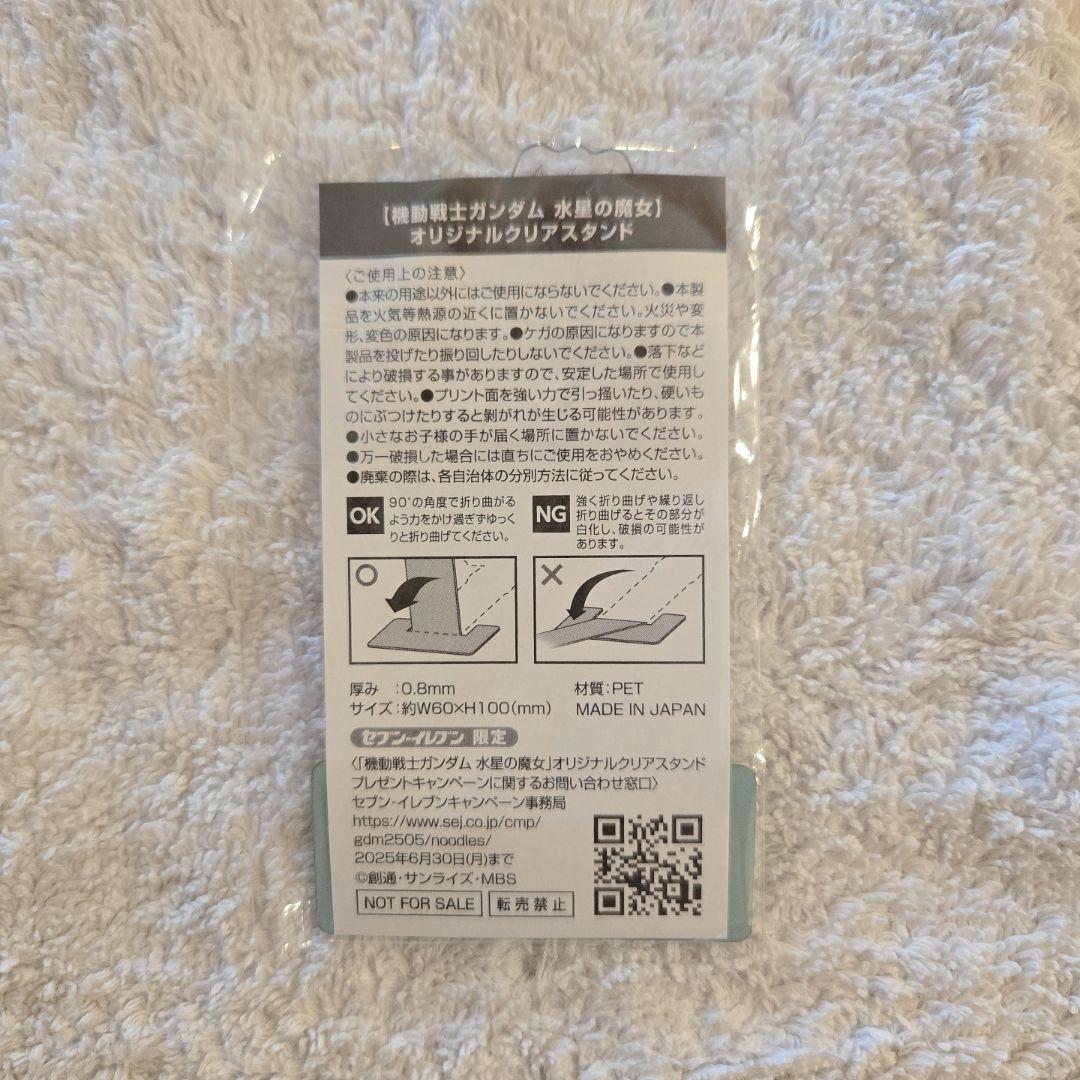 【機動戦士ガンダム 水星の魔女】
オリジナルクリアスタンド
〈ご使用上の注意〉
●本来の用途以外にはご使用にならないでください。●本製
品を火気等熱源の近くに置かないでください。火災や変
形、変色の原因になります。●ケガの原因になりますので本
製品を投げたり振り回したりしないでください。●落下など
により破損する事がありますので、安定した場所で使用し
てください。●プリント面を強い力で引っ掻いたり、硬いも
のにぶつけたりすると剝がれが生じる可能性があります。
●小さなお子様の手が届く場所に置かないでください。
●万一破損した場合には直ちにご使用をおやめください。
●廃棄の際は、各自治体の分別方法に従ってください。
OK
90°の角度で折り曲がる
よう力をかけ過ぎずゆっく
りと折り曲げてください。
NG
強く折り曲げや繰り返し
折り曲げるとその部分が
白化し、破損の可能性が
あります。
厚み :0.8mm
材質:PET
サイズ:約W60×H100(mm)
MADE IN JAPAN
セブン-イレブン 限定
〈「機動戦士ガンダム 水星の魔女」オリジナルクリアスタンド
プレゼントキャンペーンに関するお問い合わせ窓口〉
セブン-イレブンキャンペーン事務局
https://www.sej.co.jp/cmp/
gdm2505/noodles/
2025年6月30日(月)まで
©創通・サンライズ・MBS
NOT FOR SALE
転売禁止